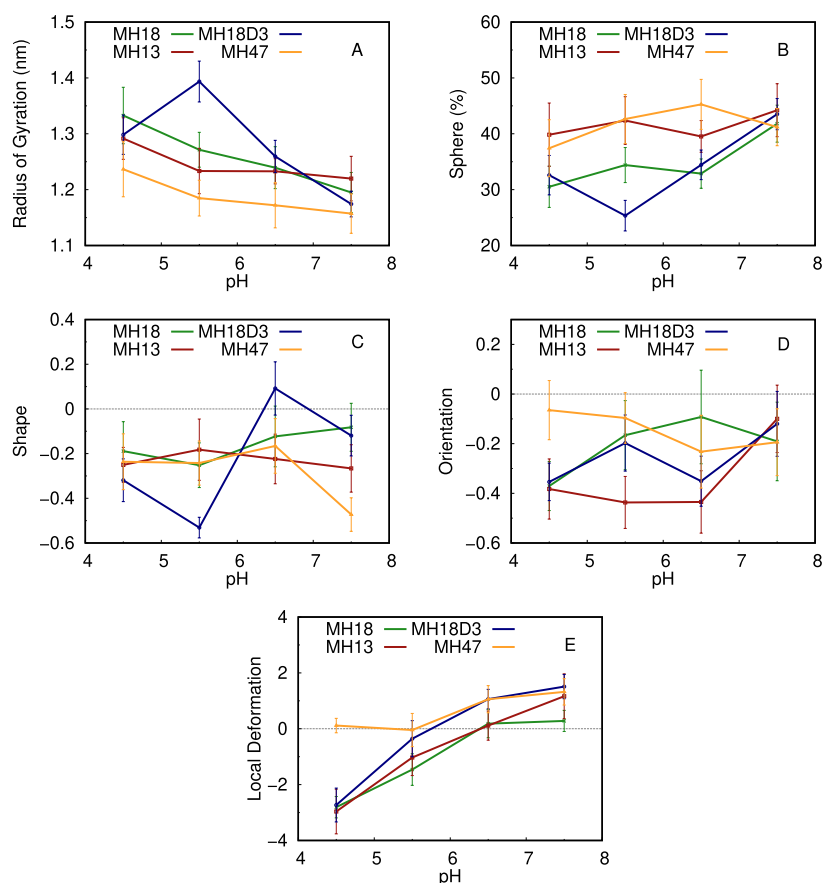 1.5
1.4
1.3
1.2
1.1
Radius of Gyration (nm)
MH18 MH18D3
MH13 MH47
A
4 5 6 7 8
pH
60
50
40
30
20
Sphere (%)
MH18 MH18D3
MH13 MH47
B
4 5 6 7 8
pH
0.4
0.2
0
−0.2
−0.4
−0.6
Shape
MH18 MH18D3
MH13 MH47
C
4 5 6 7 8
pH
0.2
0
−0.2
−0.4
−0.6
Orientation
MH18 MH18D3
MH13 MH47
D
4 5 6 7 8
pH
4
2
0
−2
−4
Local Deformation
MH18 MH18D3
MH13 MH47
E
4 5 6 7 8
pH